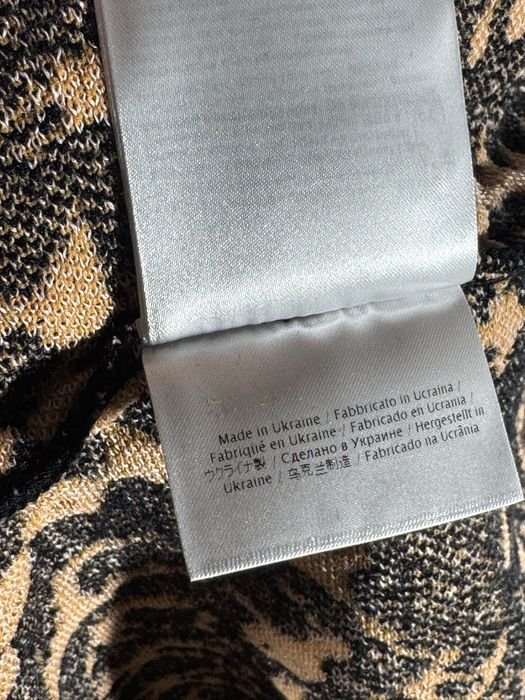 Made in Ukraine / Fabbricato in Ucraina /
Fabriqué en Ukraine / Fabricado en Ucrania /
ウクライナ製 / Сделано в Украине / Hergestellt in
Ukraine / 乌克兰制造 / Fabricado na Ucrânia